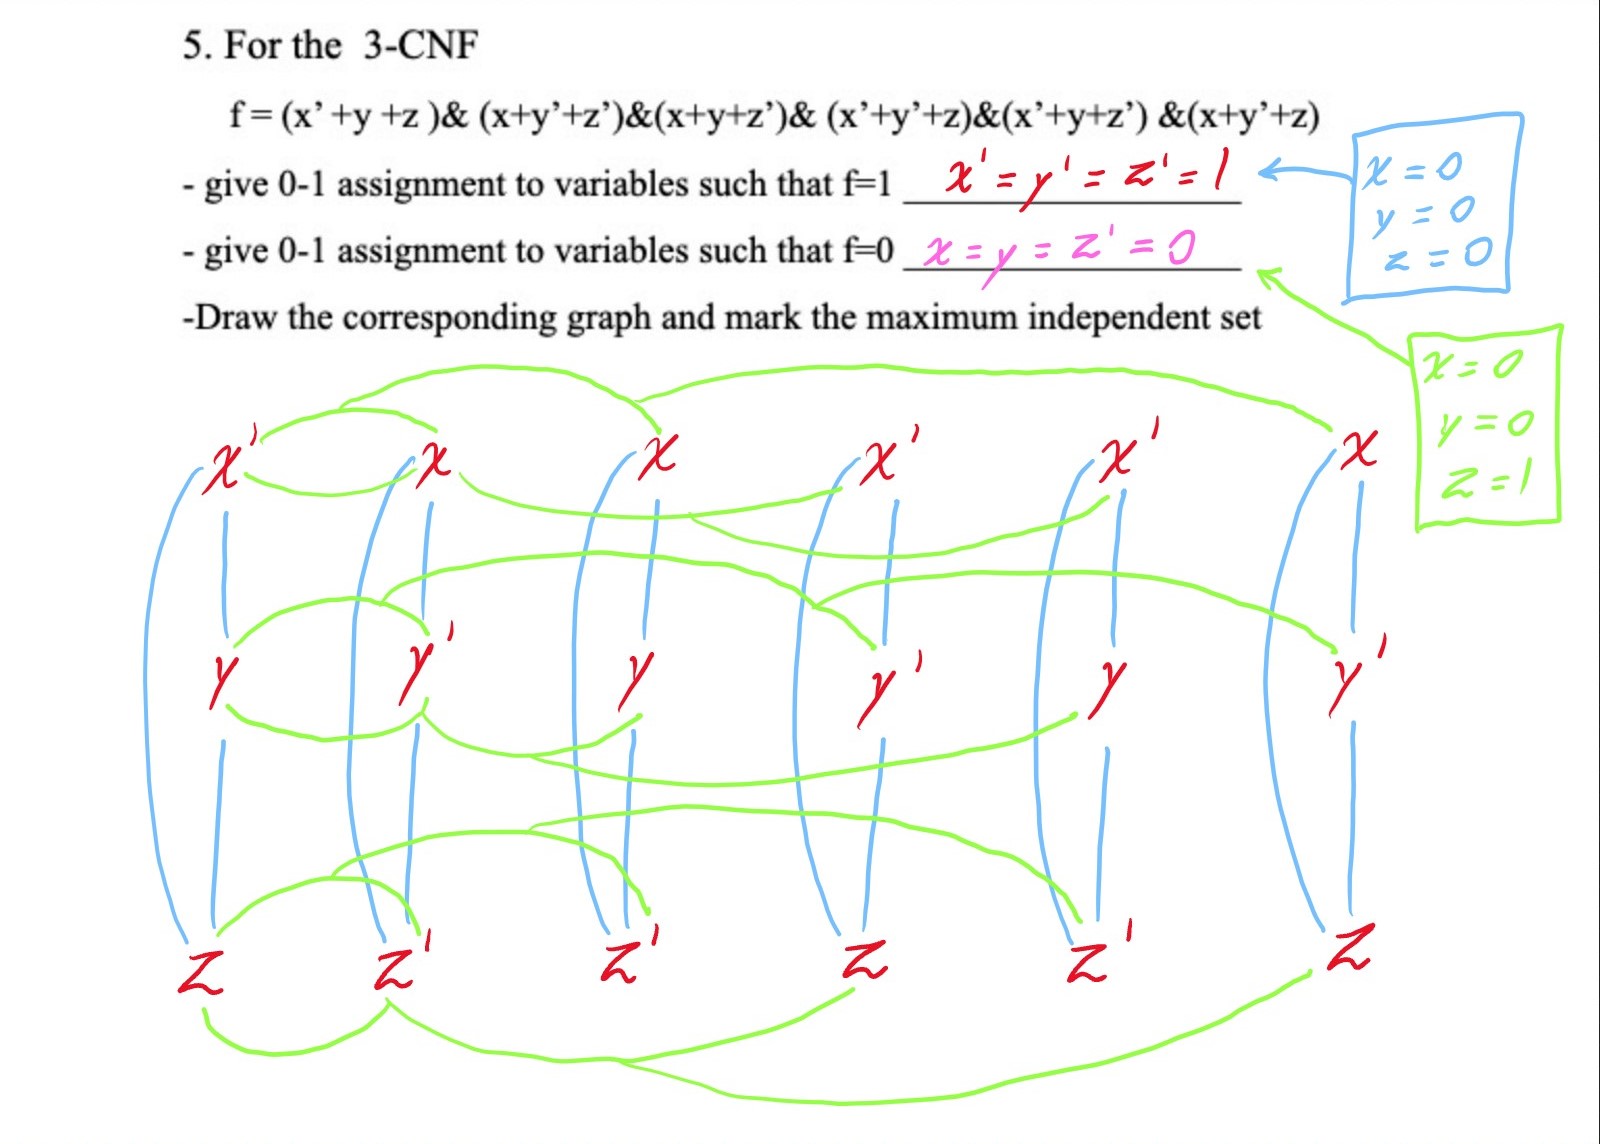 5. For the 3-CNF
f = (x’ +y +z )& (x+y’+z’)&(x+y+z’)& (x’+y’+z)&(x’+y+z’) &(x+y’+z)
- give 0-1 assignment to variables such that f=1 x' = y' = z' = 1
x = 0
y = 0
z = 0
- give 0-1 assignment to variables such that f=0 x = y = z' = 0
-Draw the corresponding graph and mark the maximum independent set
x = 0
y = 0
z = 1
x' x x x' x' x
y y' y y' y y'
z z' z' z z' z